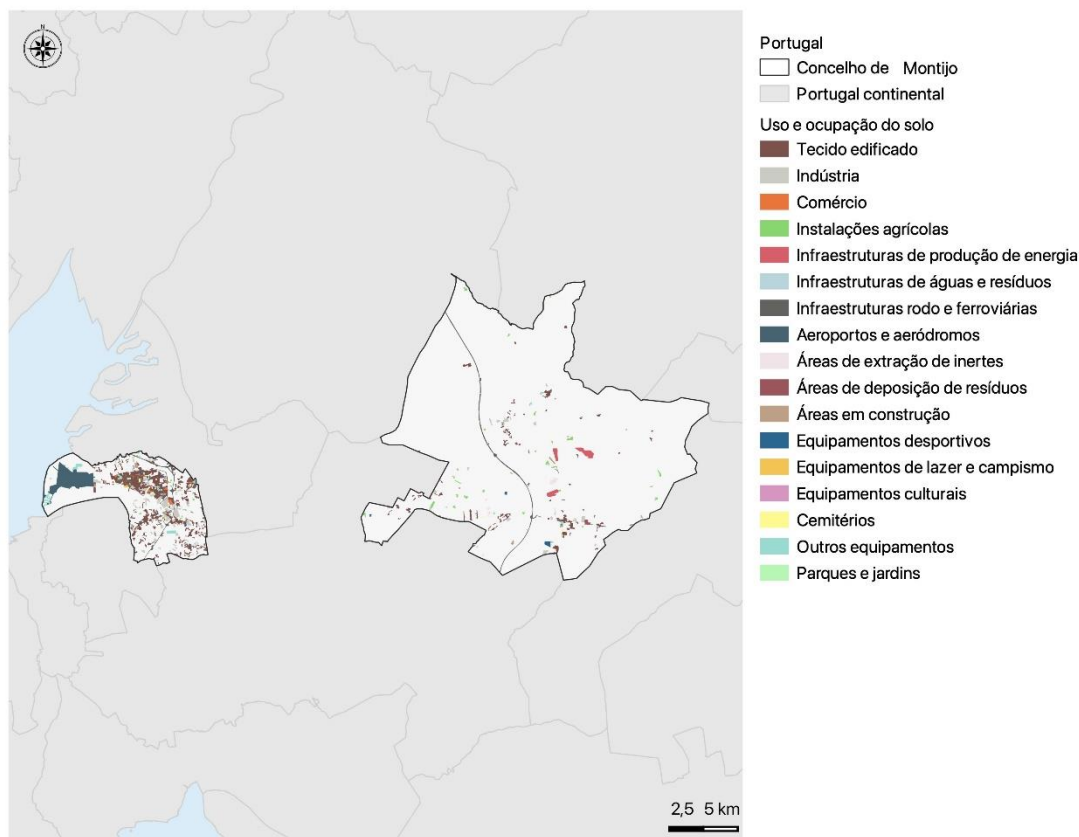 Portugal
Concelho de Montijo
Portugal continental
Uso e ocupação do solo
Tecido edificado
Indústria
Comércio
Instalações agrícolas
Infraestruturas de produção de energia
Infraestruturas de águas e resíduos
Infraestruturas rodo e ferroviárias
Aeroportos e aeródromos
Áreas de extração de inertes
Áreas de deposição de resíduos
Áreas em construção
Equipamentos desportivos
Equipamentos de lazer e campismo
Equipamentos culturais
Cemitérios
Outros equipamentos
Parques e jardins
2,5 5 km